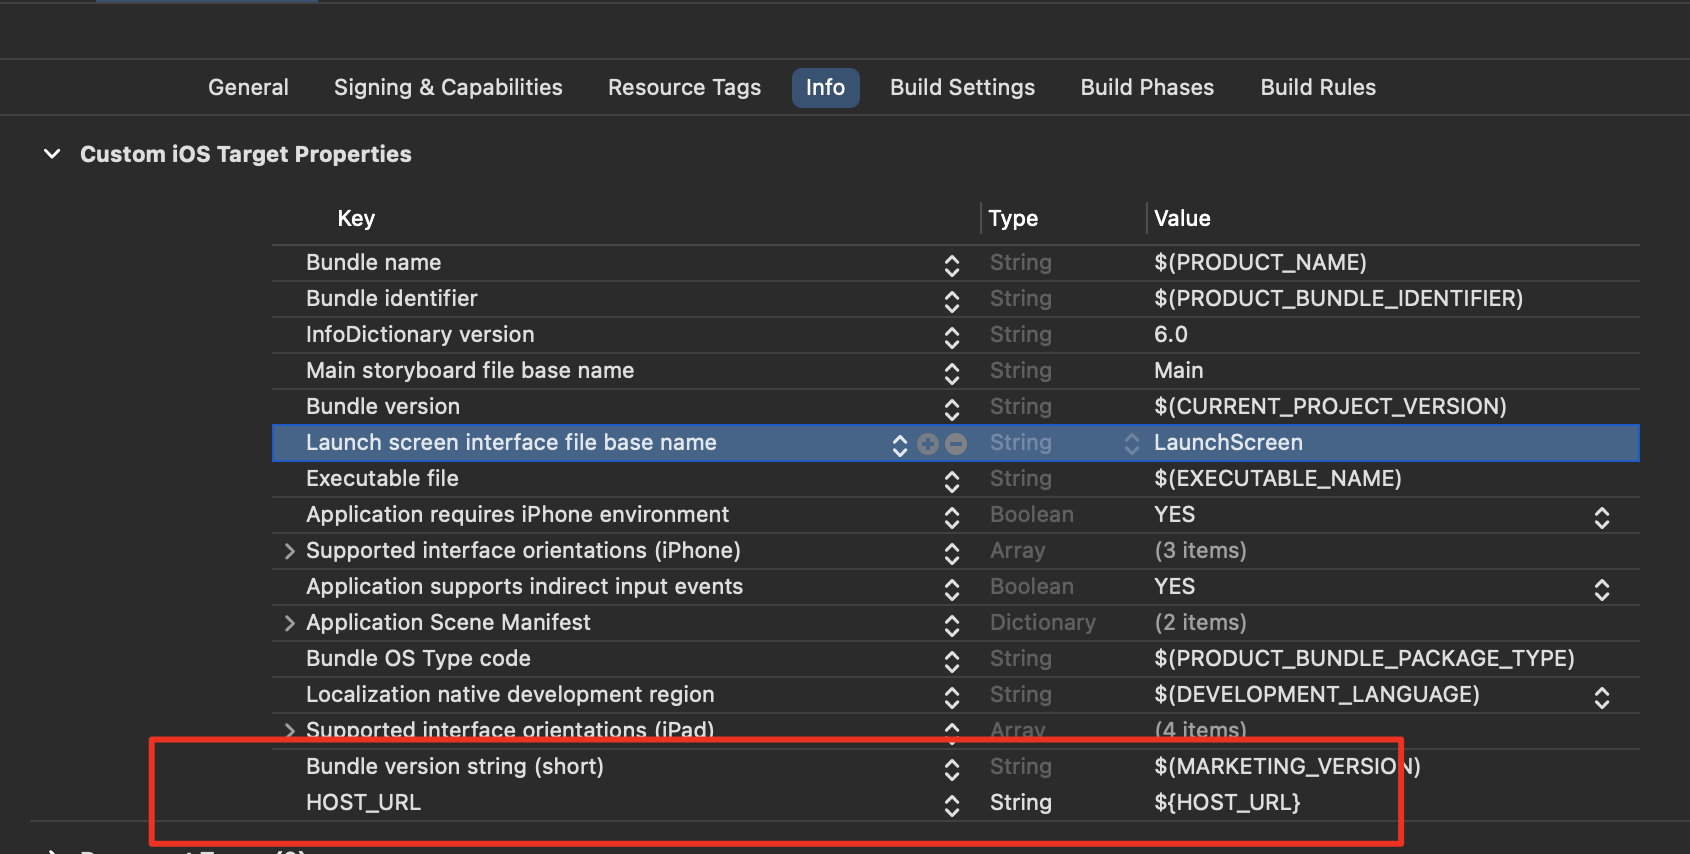 General Signing & Capabilities Resource Tags Info Build Settings Build Phases Build Rules
Custom iOS Target Properties
Key Type Value
Bundle name String $(PRODUCT_NAME)
Bundle identifier String $(PRODUCT_BUNDLE_IDENTIFIER)
InfoDictionary version String 6.0
Main storyboard file base name String Main
Bundle version String $(CURRENT_PROJECT_VERSION)
Launch screen interface file base name String LaunchScreen
Executable file String $(EXECUTABLE_NAME)
Application requires iPhone environment Boolean YES
Supported interface orientations (iPhone) Array (3 items)
Application supports indirect input events Boolean YES
Application Scene Manifest Dictionary (2 items)
Bundle OS Type code String $(PRODUCT_BUNDLE_PACKAGE_TYPE)
Localization native development region String $(DEVELOPMENT_LANGUAGE)
Supported interface orientations (iPad) Array (4 items)
Bundle version string (short) String $(MARKETING_VERSION)
HOST_URL String ${HOST_URL}